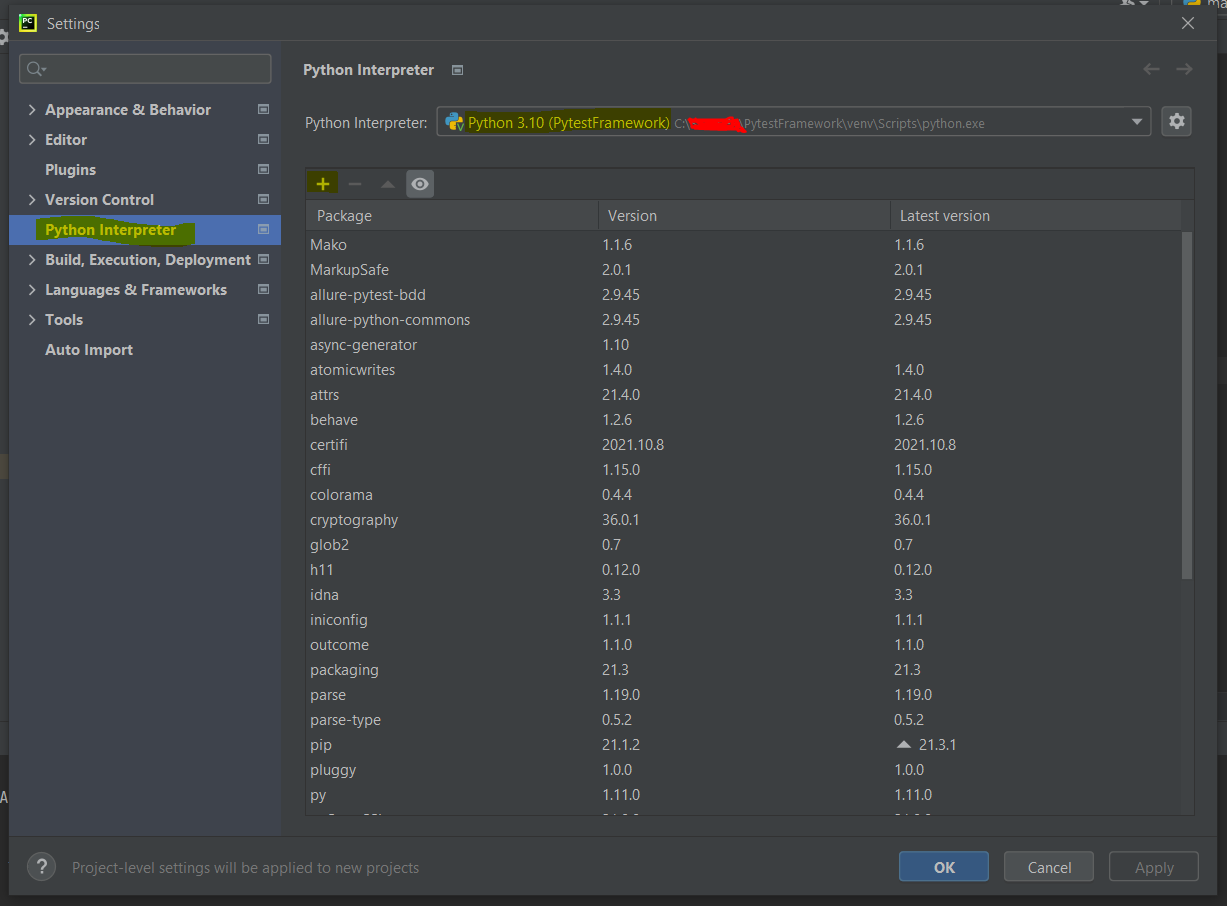 PC Settings
ma
Python Interpreter
Appearance & Behavior
Editor
Plugins
Version Control
Python Interpreter
Build, Execution, Deployment
Languages & Frameworks
Tools
Auto Import
Python Interpreter: Python 3.10 (PytestFramework) C:\ \PytestFramework\venv\Scripts\python.exe
Package Version Latest version
Mako 1.1.6 1.1.6
MarkupSafe 2.0.1 2.0.1
allure-pytest-bdd 2.9.45 2.9.45
allure-python-commons 2.9.45 2.9.45
async-generator 1.10
atomicwrites 1.4.0 1.4.0
attrs 21.4.0 21.4.0
behave 1.2.6 1.2.6
certifi 2021.10.8 2021.10.8
cffi 1.15.0 1.15.0
colorama 0.4.4 0.4.4
cryptography 36.0.1 36.0.1
glob2 0.7 0.7
h11 0.12.0 0.12.0
idna 3.3 3.3
iniconfig 1.1.1 1.1.1
outcome 1.1.0 1.1.0
packaging 21.3 21.3
parse 1.19.0 1.19.0
parse-type 0.5.2 0.5.2
pip 21.1.2 21.3.1
pluggy 1.0.0 1.0.0
py 1.11.0 1.11.0
A
? Project-level settings will be applied to new projects
OK Cancel Apply